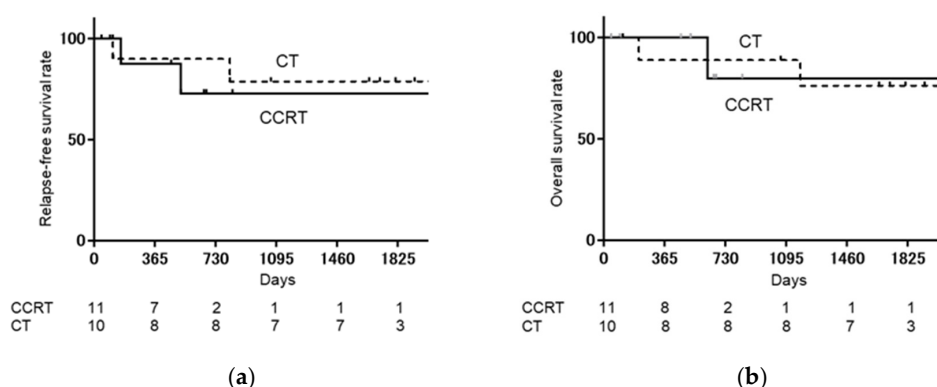 Relapse-free survival rate
100
50
0
CT
CCRT
0 365 730 1095 1460 1825
Days
CCRT 11 7 2 1 1 1
CT 10 8 8 7 7 3
(a)
Overall survival rate
100
50
0
CT
CCRT
0 365 730 1095 1460 1825
Days
CCRT 11 8 2 1 1 1
CT 10 8 8 8 7 3
(b)